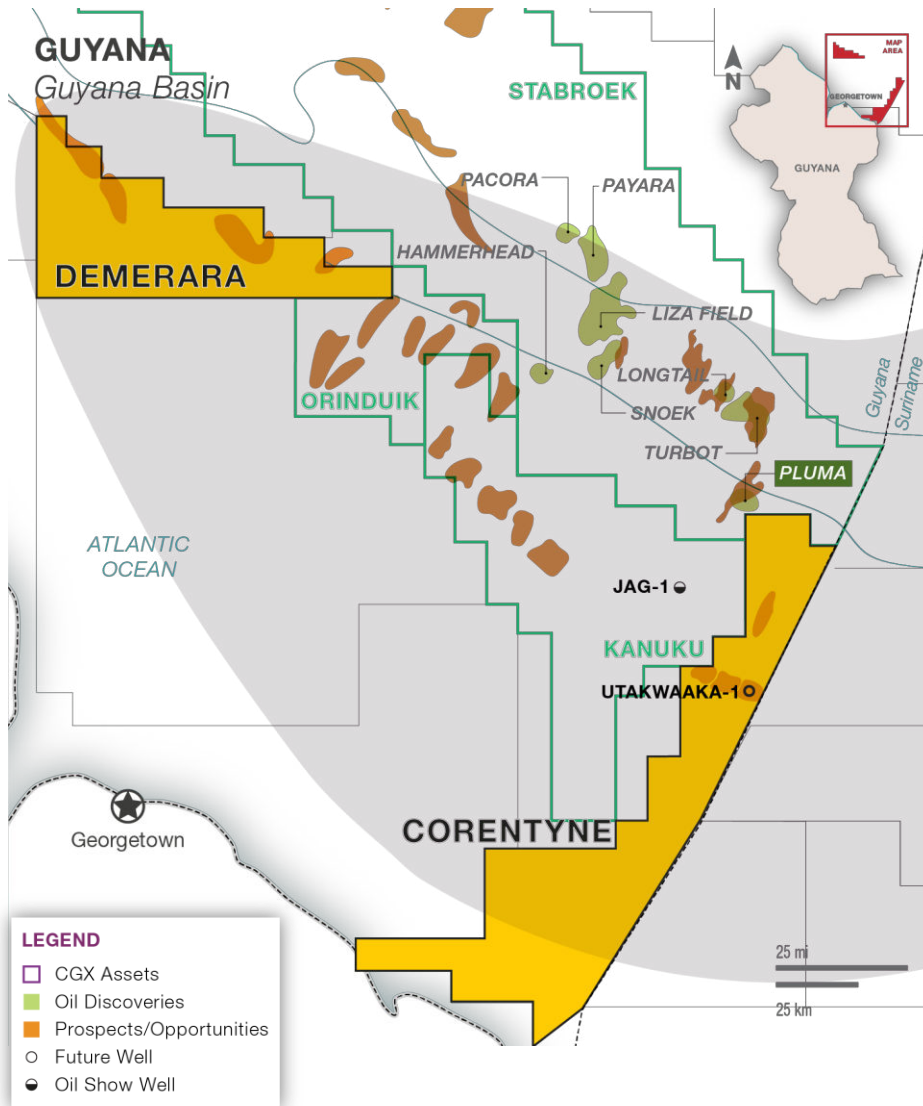 GUYANA
Guyana Basin
STABROEK
N
MAP
AREA
GEORGETOWN
GUYANA
PACORA
PAYARA
HAMMERHEAD
DEMERARA
LIZA FIELD
LONGTAIL
ORINDUIK
SNOEK
TURBOT
Guyana
Suriname
PLUMA
ATLANTIC
OCEAN
JAG-1
KANUKU
UTAKWAAKA-1
Georgetown
CORENTYNE
25 mi
25 km
LEGEND
CGX Assets
Oil Discoveries
Prospects/Opportunities
Future Well
Oil Show Well